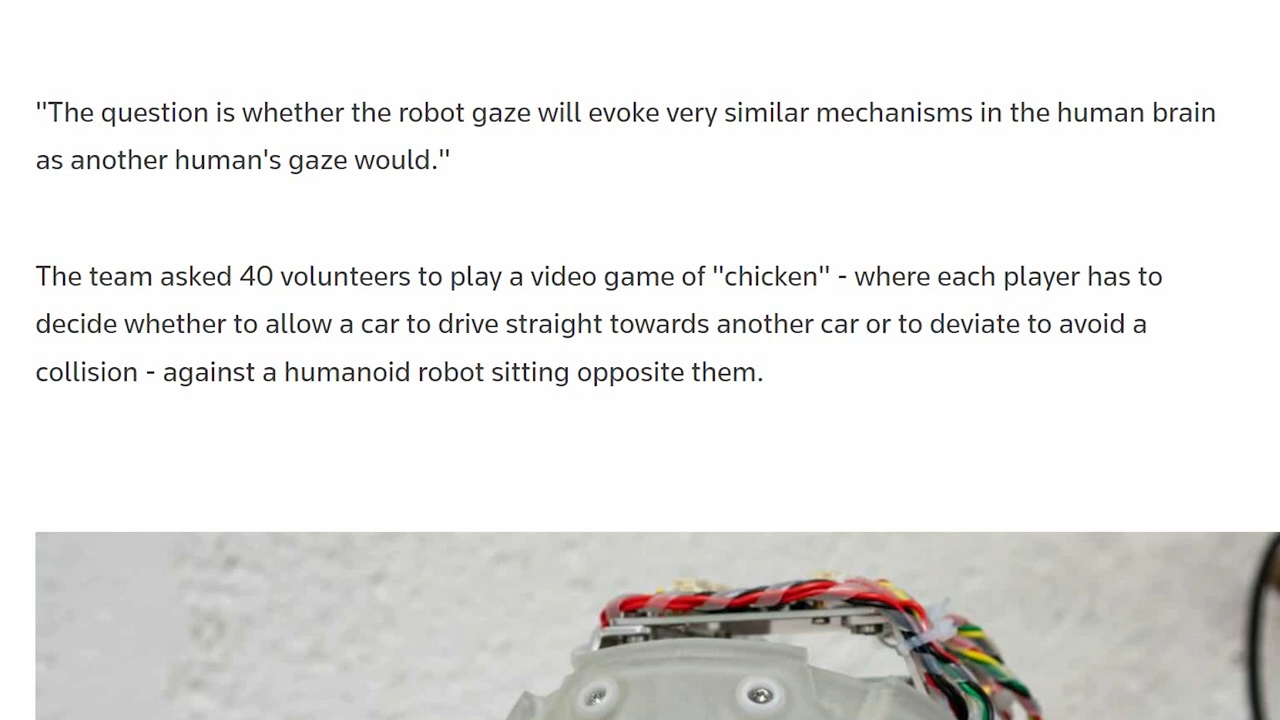 "The question is whether the robot gaze will evoke very similar mechanisms in the human brain
as another human's gaze would."
The team asked 40 volunteers to play a video game of "chicken" - where each player has to
decide whether to allow a car to drive straight towards another car or to deviate to avoid a
collision - against a humanoid robot sitting opposite them.